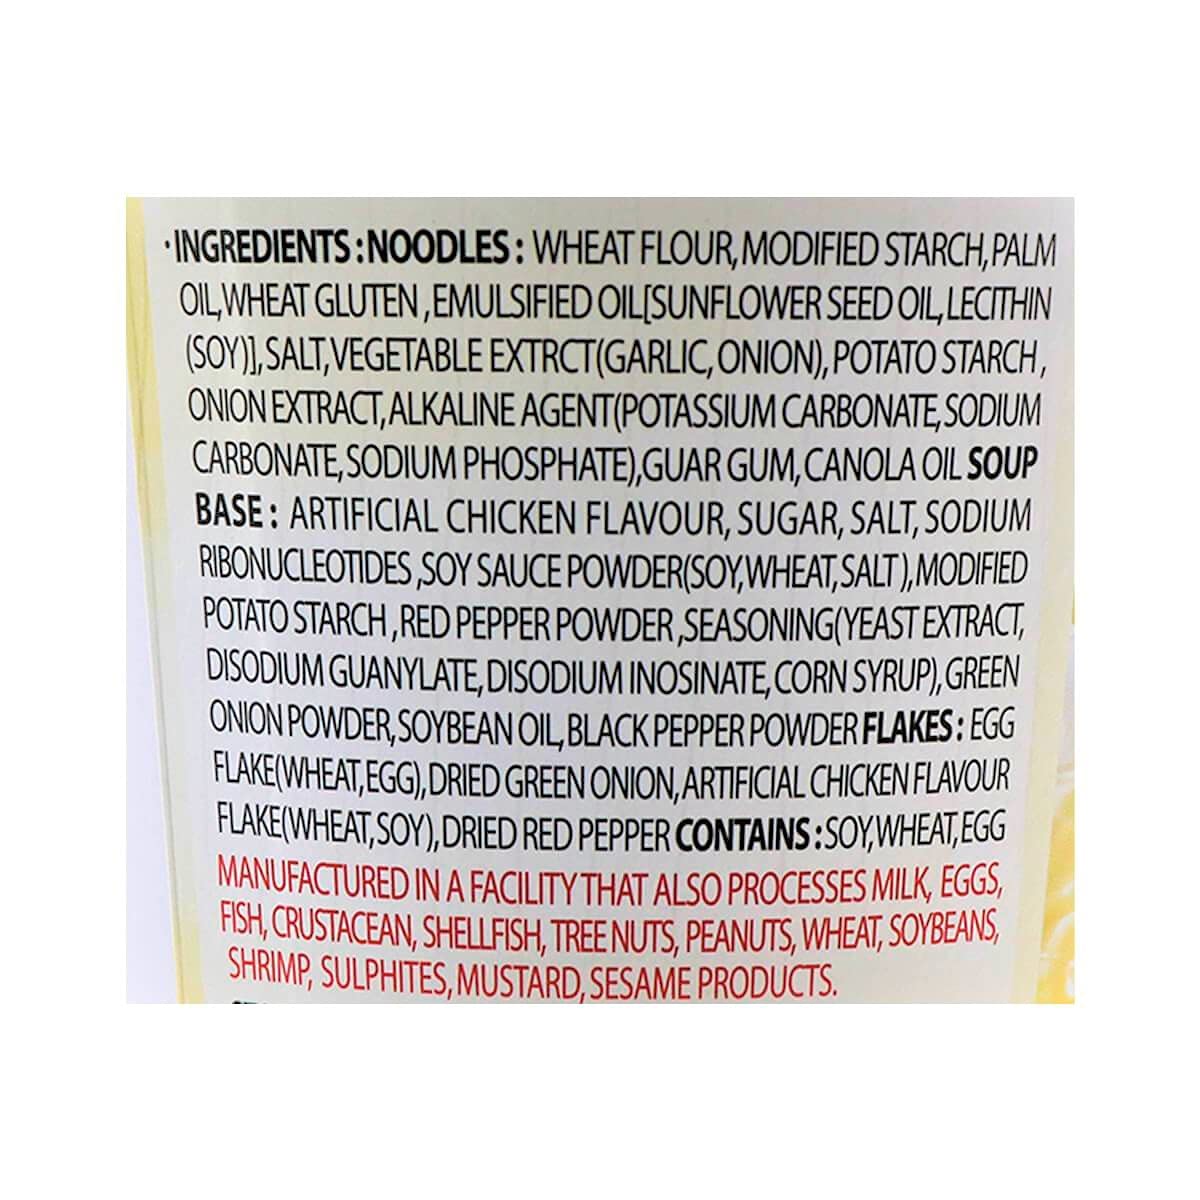 ·INGREDIENTS:NOODLES: WHEAT FLOUR, MODIFIED STARCH, PALM
OIL, WHEAT GLUTEN ,EMULSIFIED OIL[SUNFLOWER SEED OIL, LECITHIN
(SOY)], SALT, VEGETABLE EXTRCT(GARLIC, ONION), POTATO STARCH ,
ONION EXTRACT, ALKALINE AGENT(POTASSIUM CARBONATE, SODIUM
CARBONATE, SODIUM PHOSPHATE), GUAR GUM, CANOLA OIL SOUP
BASE: ARTIFICIAL CHICKEN FLAVOUR, SUGAR, SALT, SODIUM
RIBONUCLEOTIDES ,SOY SAUCE POWDER(SOY, WHEAT, SALT ), MODIFIED
POTATO STARCH , RED PEPPER POWDER ,SEASONING(YEAST EXTRACT,
DISODIUM GUANYLATE, DISODIUM INOSINATE, CORN SYRUP), GREEN
ONION POWDER, SOYBEAN OIL, BLACK PEPPER POWDER FLAKES: EGG
FLAKE(WHEAT, EGG), DRIED GREEN ONION, ARTIFICIAL CHICKEN FLAVOUR
FLAKE(WHEAT, SOY), DRIED RED PEPPER CONTAINS: SOY, WHEAT, EGG
MANUFACTURED IN A FACILITY THAT ALSO PROCESSES MILK, EGGS,
FISH, CRUSTACEAN, SHELLFISH, TREE NUTS, PEANUTS, WHEAT, SOYBEANS,
SHRIMP, SULPHITES, MUSTARD, SESAME PRODUCTS.